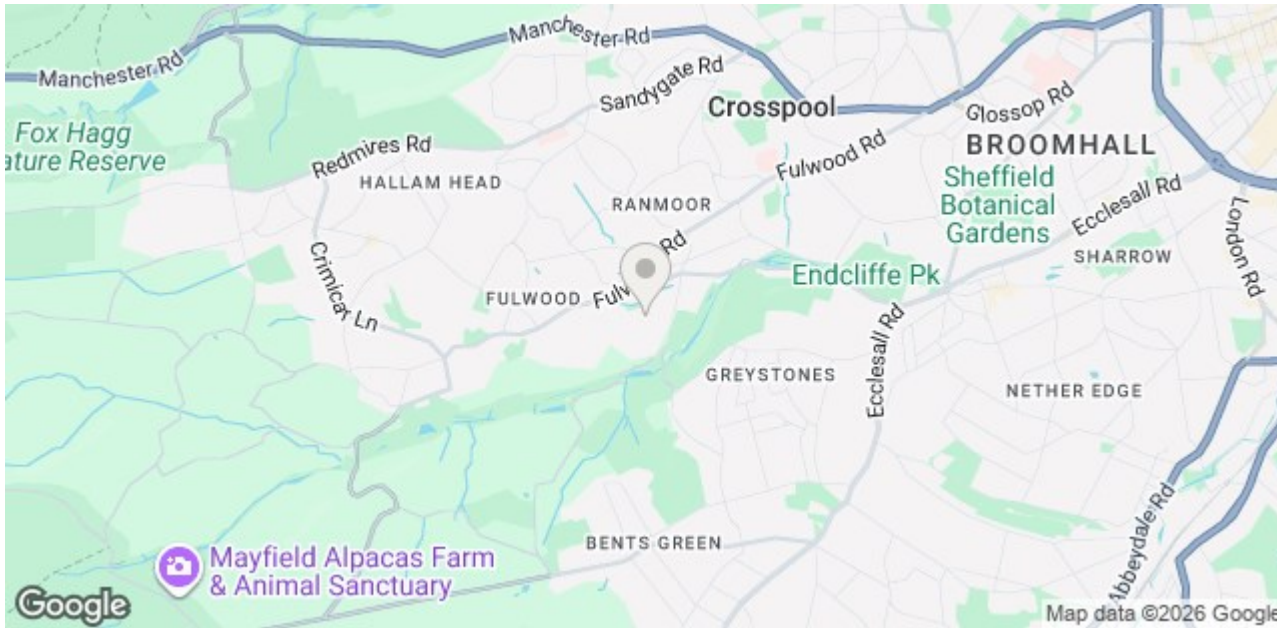 Manchester Rd
Manchester Rd
Sandygate Rd
Crosspool
Glossop Rd
Fox Hagg
ature Reserve
Redmires Rd
HALLAM HEAD
Fulwood Rd
BROOMHALL
RANMOOR
Sheffield
Botanical
Gardens
Ecclesall Rd
London Rd
SHARROW
Crimicar Ln
FULWOOD
Fulw
Rd
Endcliffe Pk
Ecclesall Rd
GREYSTONES
NETHER EDGE
BENTS GREEN
Abbeydale Rd
Mayfield Alpacas Farm
& Animal Sanctuary
Google
Map data ©2026 Google